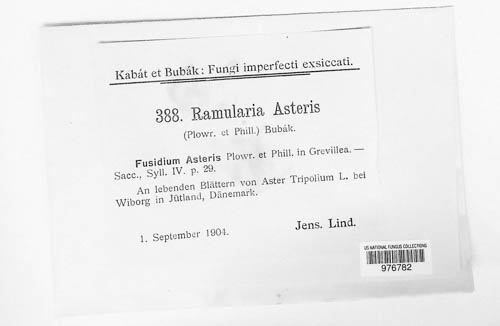 Kabát et Bubák: Fungi imperfecti exsiccati.
388. Ramularia Asteris
(Plowr. et Phill.) Bubák.
Fusidium Asteris Plowr. et Phill. in Grevillea. —
Sacc., Syll. IV. p. 29.
An lebenden Blättern von Aster Tripolium L. bei
Wiborg in Jütland, Dänemark.
1. September 1904.
Jens. Lind.
US NATIONAL FUNGUS COLLECTIONS
976782